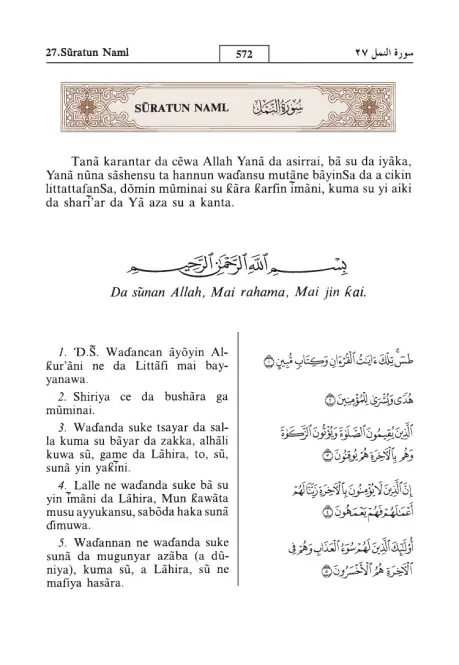 27.Sūratun Naml 572 سورة النمل ٢٧
SŪRATUN NAML سُورَةُ النَّمْلِ
Tanā karantar da cēwa Allah Yanā da asirrai, bā su da iyāka,
Yanā nūna sāshensu ta hannun waɗansu mutāne bāyinSa da a cikin
littattafanSa, dōmin mūminai su ƙāra ƙarfin īmāni, kuma su yi aiki
da sharī'ar da Yā aza su a kanta.
بِسْمِ اللَّهِ الرَّحْمَٰنِ الرَّحِيمِ
Da sūnan Allah, Mai rahama, Mai jin ƙai.
1. Ɗ.S̃. Waɗancan āyōyin Al-
ƙur'āni ne da Littāfi mai bay-
yanawa.
2. Shiriya ce da bushāra ga
mūminai.
3. Waɗanda suke tsayar da sal-
la kuma su bāyar da zakka, alhāli
kuwa sū, game da Lāhira, to, sū,
sunā yin yaƙīni.
4. Lalle ne waɗanda suke bā su
yin īmāni da Lāhira, Mun ƙawāta
musu ayyukansu, sabōda haka sunā
ɗimuwa.
5. Waɗannan ne waɗanda suke
sunā da mugunyar azāba (a dū-
niya), kuma sū, a Lāhira, sū ne
mafiya hasāra.
طسٓ ۚ تِلْكَ ءَايَٰتُ ٱلْقُرْءَانِ وَكِتَابٍ مُّبِينٍ ۝١
هُدًى وَبُشْرَىٰ لِلْمُؤْمِنِينَ ۝٢
ٱلَّذِينَ يُقِيمُونَ ٱلصَّلَوٰةَ وَيُؤْتُونَ ٱلزَّكَوٰةَ
وَهُم بِٱلْءَاخِرَةِ هُمْ يُوقِنُونَ ۝٣
إِنَّ ٱلَّذِينَ لَا يُؤْمِنُونَ بِٱلْءَاخِرَةِ زَيَّنَّا لَهُمْ
أَعْمَٰلَهُمْ فَهُمْ يَعْمَهُونَ ۝٤
أُو۟لَٰٓئِكَ ٱلَّذِينَ لَهُمْ سُوٓءُ ٱلْعَذَابِ وَهُمْ فِى
ٱلْءَاخِرَةِ هُمُ ٱلْأَخْسَرُونَ ۝٥